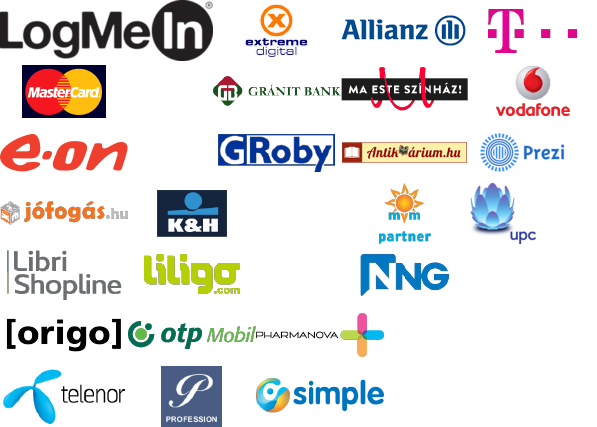 LogMeIn®
extreme
digital
Allianz
T
MasterCard
GRÁNIT BANK
MA ESTE SZÍNHÁZ!
vodafone
e·on
GRoby
Antikvárium.hu
Prezi
jófogás.hu
K&H
mvm
partner
upc
Libri
Shopline
liligo
.com
NNG
[origo]
otp Mobil
PHARMANOVA
telenor
P
PROFESSION
simple